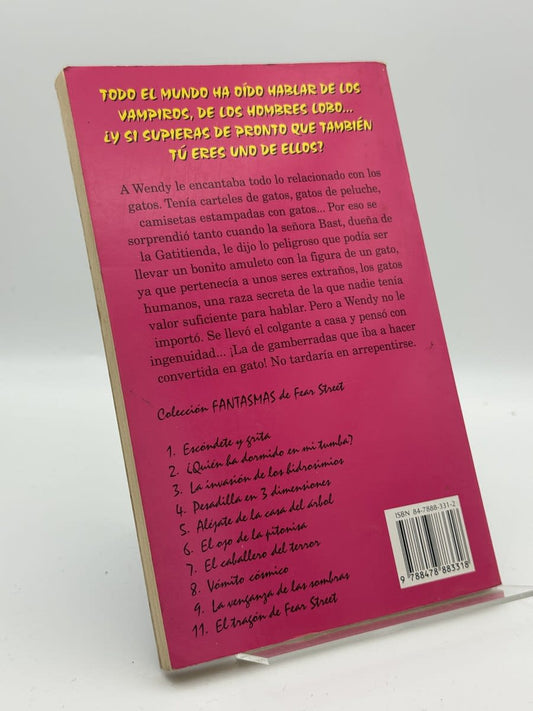 TODO EL MUNDO HA OÍDO HABLAR DE LOS
VAMPIROS, DE LOS HOMBRES LOBO...
¿Y SI SUPIERAS DE PRONTO QUE TAMBIÉN
TÚ ERES UNO DE ELLOS?
A Wendy le encantaba todo lo relacionado con los
gatos. Tenía carteles de gatos, gatos de peluche,
camisetas estampadas con gatos... Por eso se
sorprendió tanto cuando la señora Bast, dueña de
la Gatitienda, le dijo lo peligroso que podía ser
llevar un bonito amuleto con la figura de un gato,
ya que pertenecía a unos seres extraños, los gatos
humanos, una raza secreta de la que nadie tenía
valor suficiente para hablar. Pero a Wendy no le
importó. Se llevó el colgante a casa y pensó con
ingenuidad... ¡La de gamberradas que iba a hacer
convertida en gato! No tardaría en arrepentirse.
Colección FANTASMAS de Fear Street
1. Escóndete y grita
2. ¿Quién ha dormido en mi tumba?
3. La invasión de los hidrosimios
4. Pesadilla en 3 dimensiones
5. Aléjate de la casa del árbol
6. El ojo de la pitonisa
7. El caballero del terror
8. Vómito cósmico
9. La venganza de las sombras
11. El tragón de Fear Street
ISBN 84-7888-331-2
9 788478 883318